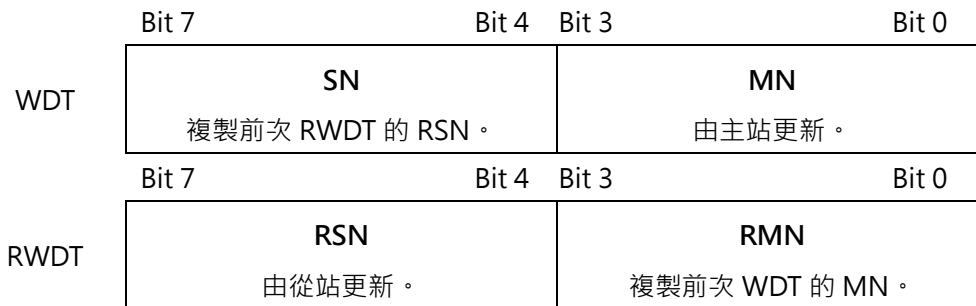 Bit 7 Bit 4 Bit 3 Bit 0
WDT
SN MN
複製前次 RWDT 的 RSN。 由主站更新。
Bit 7 Bit 4 Bit 3 Bit 0
RWDT
RSN RMN
由從站更新。 複製前次 WDT 的 MN。